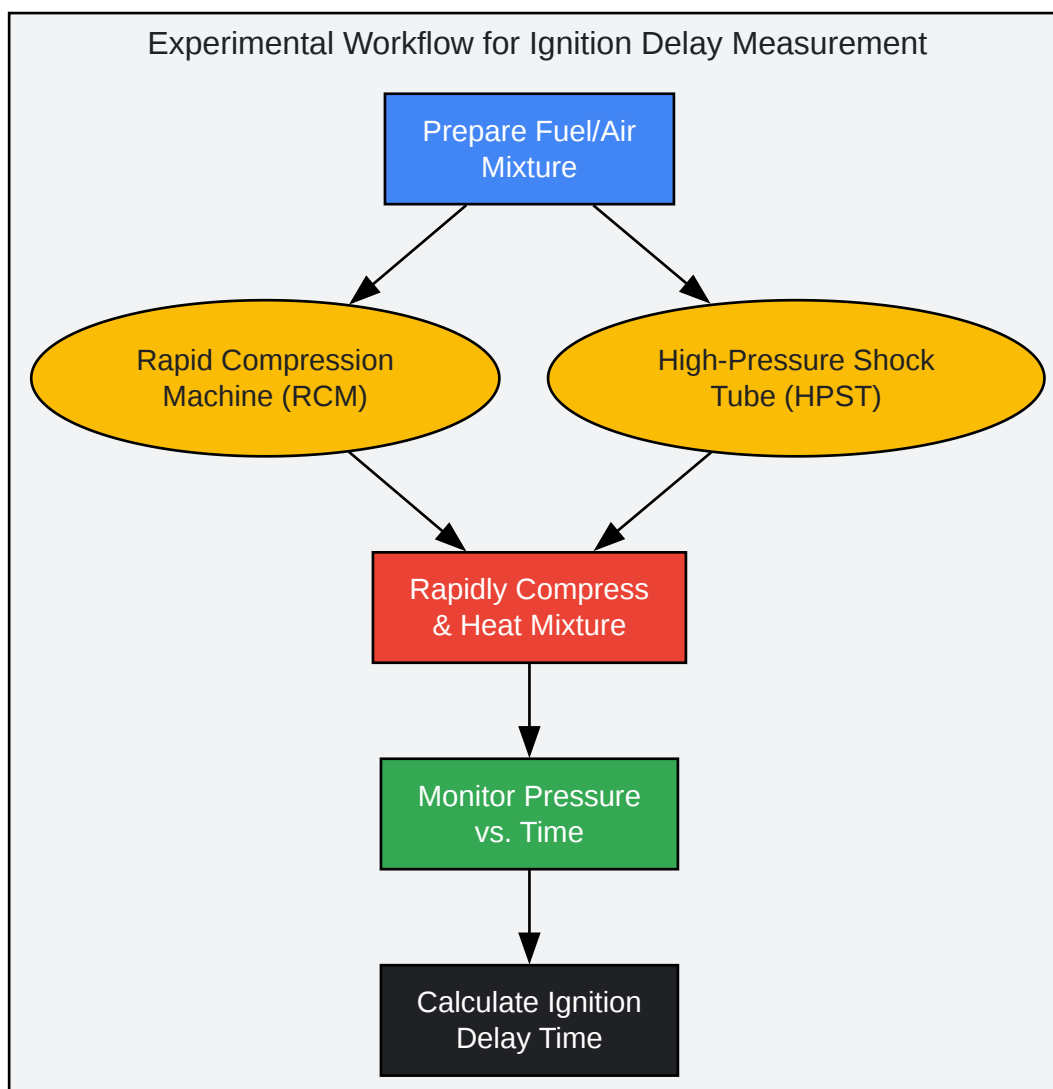 Experimental Workflow for Ignition Delay Measurement
Prepare Fuel/Air
Mixture
Rapid Compression
Machine (RCM)
High-Pressure Shock
Tube (HPST)
Rapidly Compress
& Heat Mixture
Monitor Pressure
vs. Time
Calculate Ignition
Delay Time